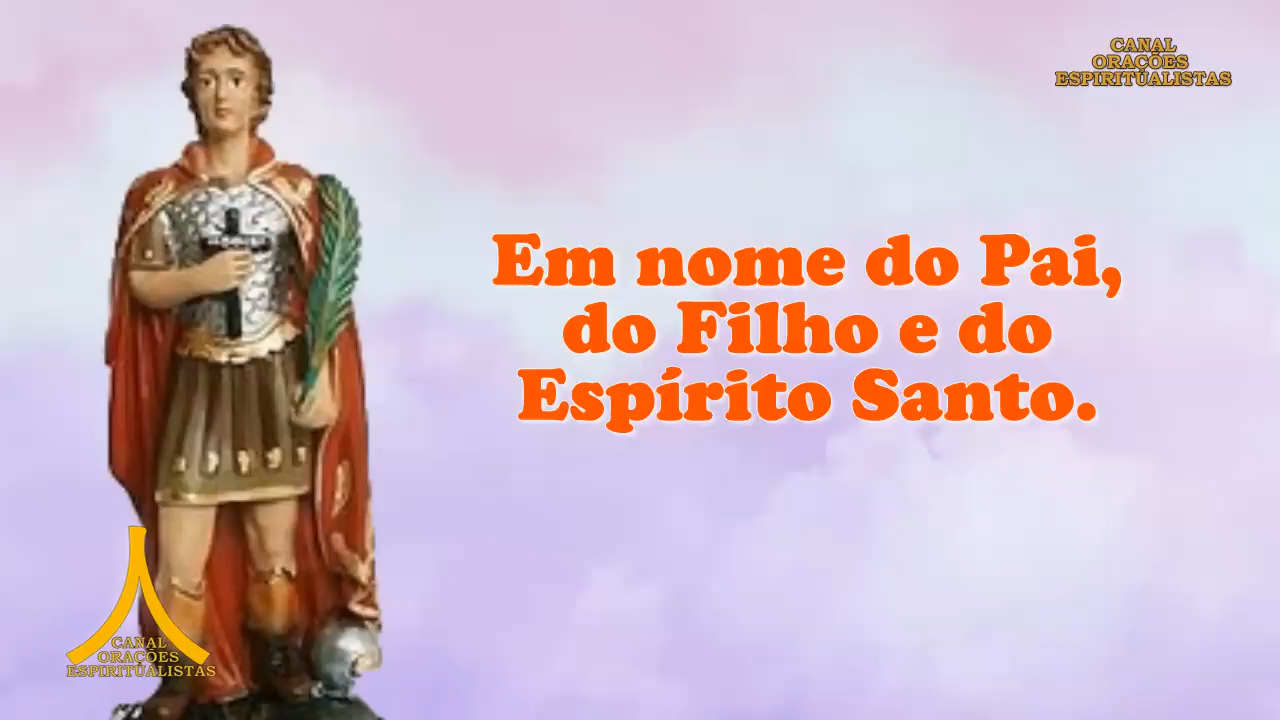 CANAL
ORAÇÕES
ESPIRITUALISTAS
Em nome do Pai,
do Filho e do
Espírito Santo.
CANAL
ORAÇÕES
ESPIRITUALISTAS